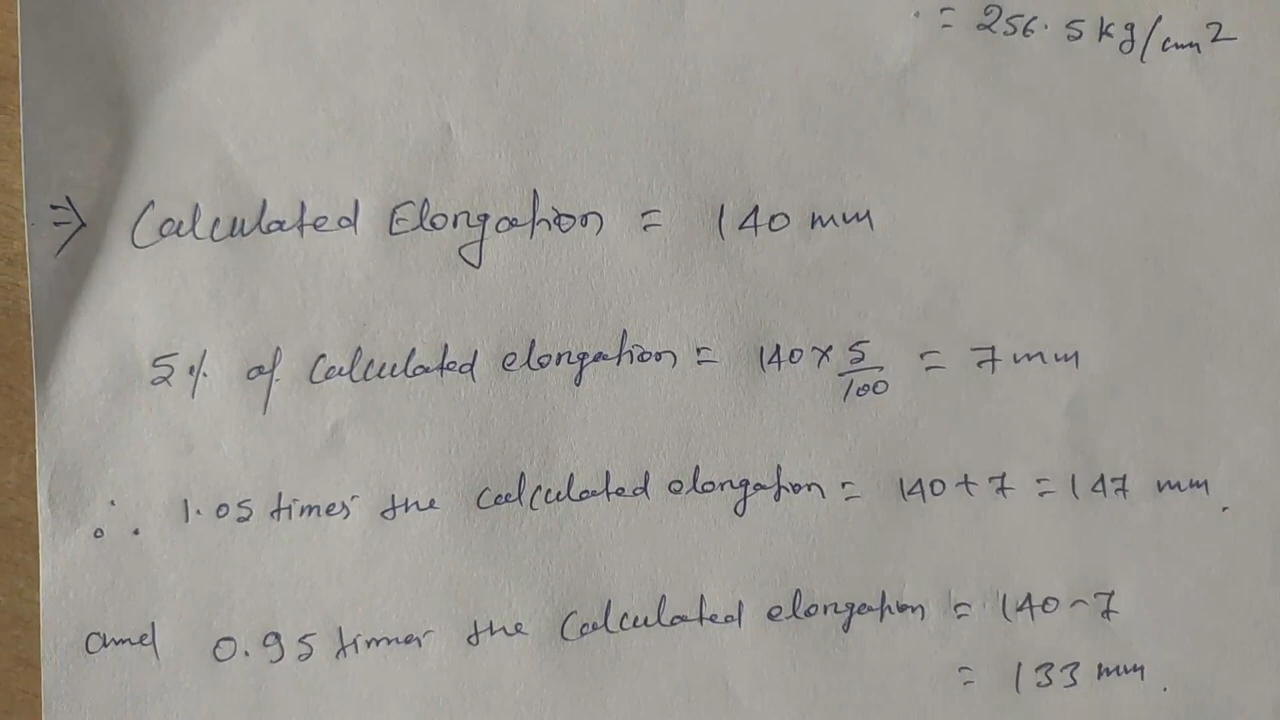 = 256.5 kg/cm2
⇒ Calculated Elongation = 140 mm
5% of Calculated elongation = 140 x 5/100 = 7 mm
∴ 1.05 times the calculated elongation = 140 + 7 = 147 mm.
and 0.95 times the Calculated elongation = 140 - 7
= 133 mm.